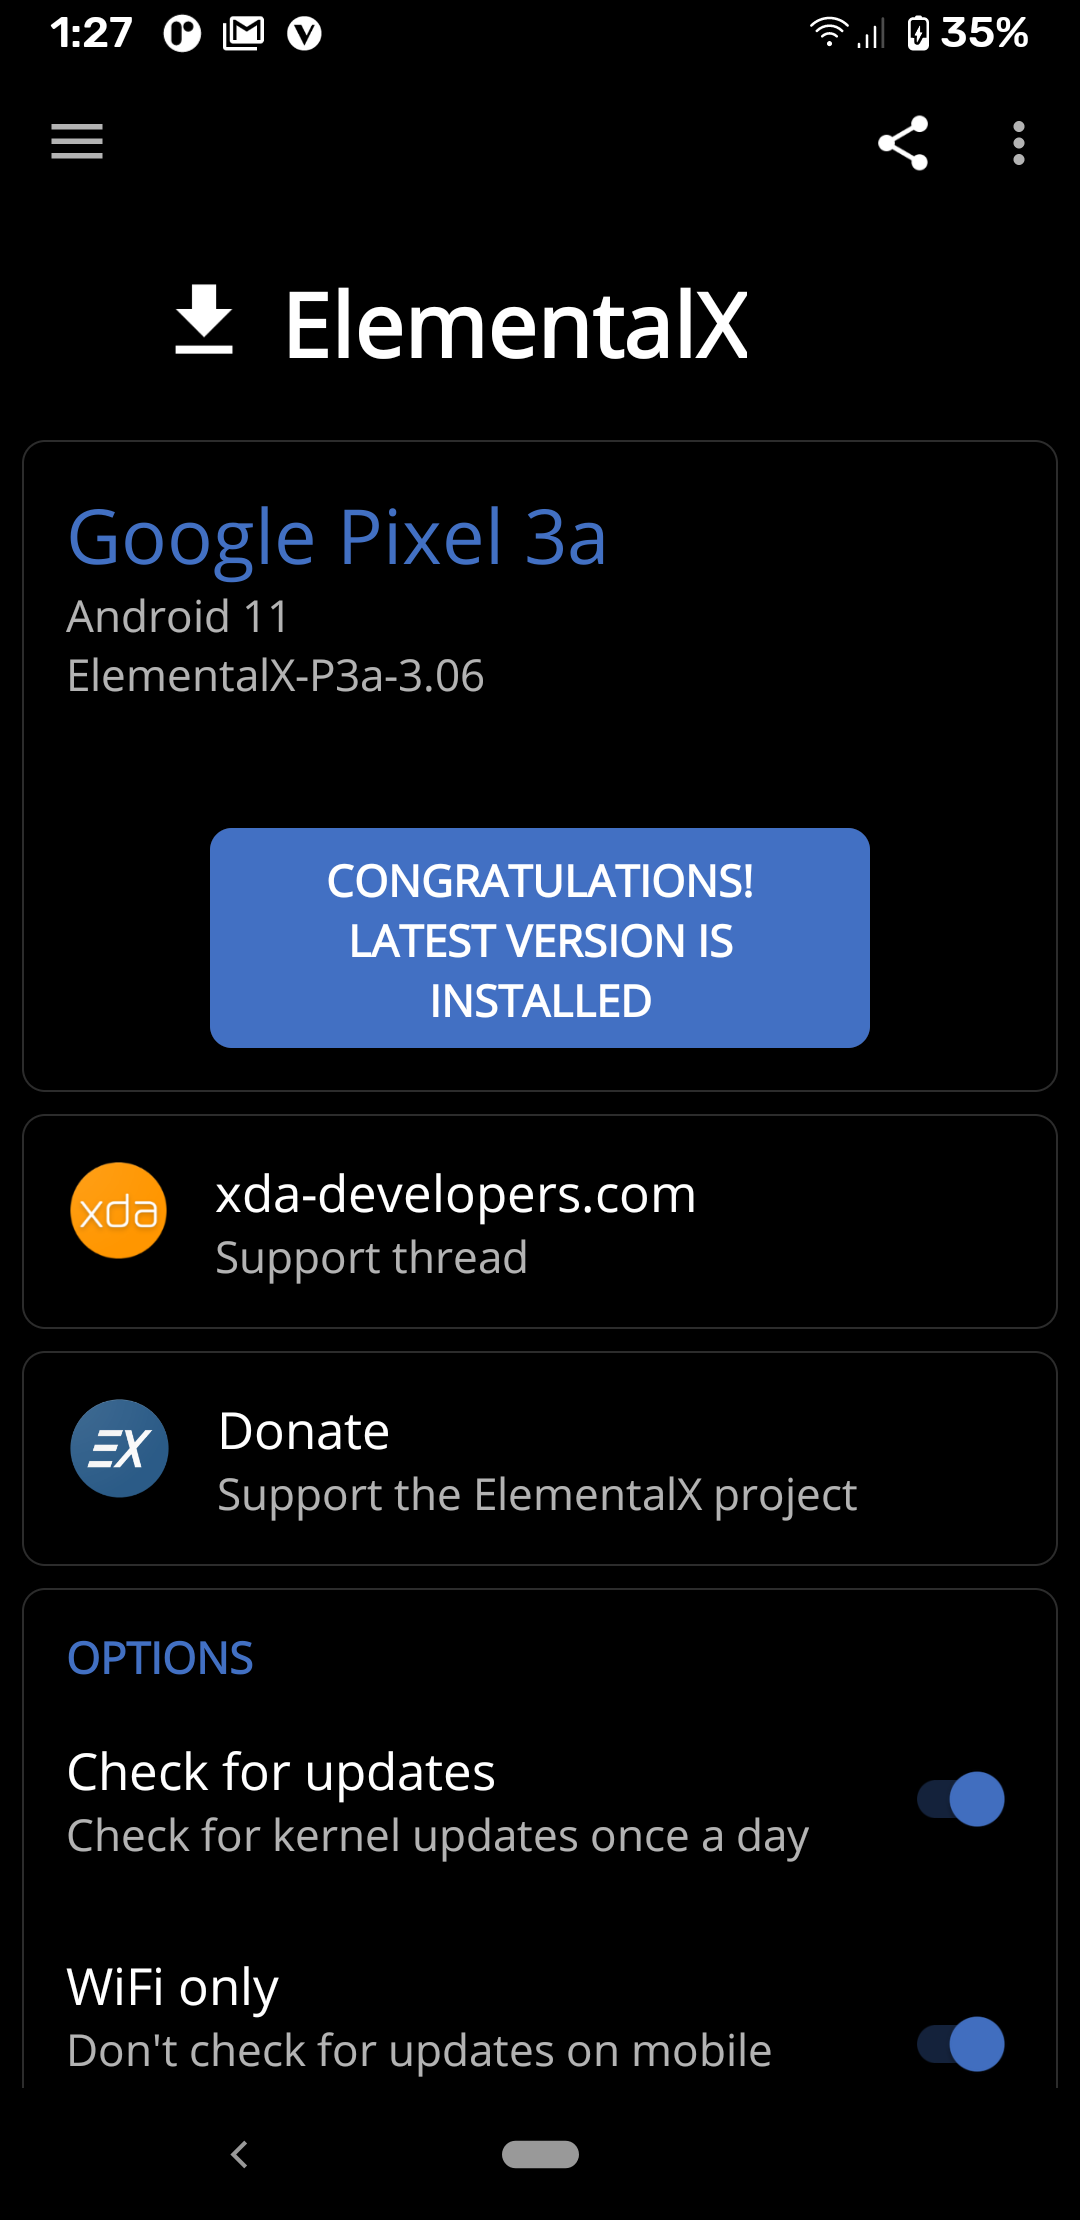 1:27
35%
ElementalX
Google Pixel 3a
Android 11
ElementalX-P3a-3.06
CONGRATULATIONS!
LATEST VERSION IS
INSTALLED
xda
xda-developers.com
Support thread
EX
Donate
Support the ElementalX project
OPTIONS
Check for updates
Check for kernel updates once a day
WiFi only
Don't check for updates on mobile